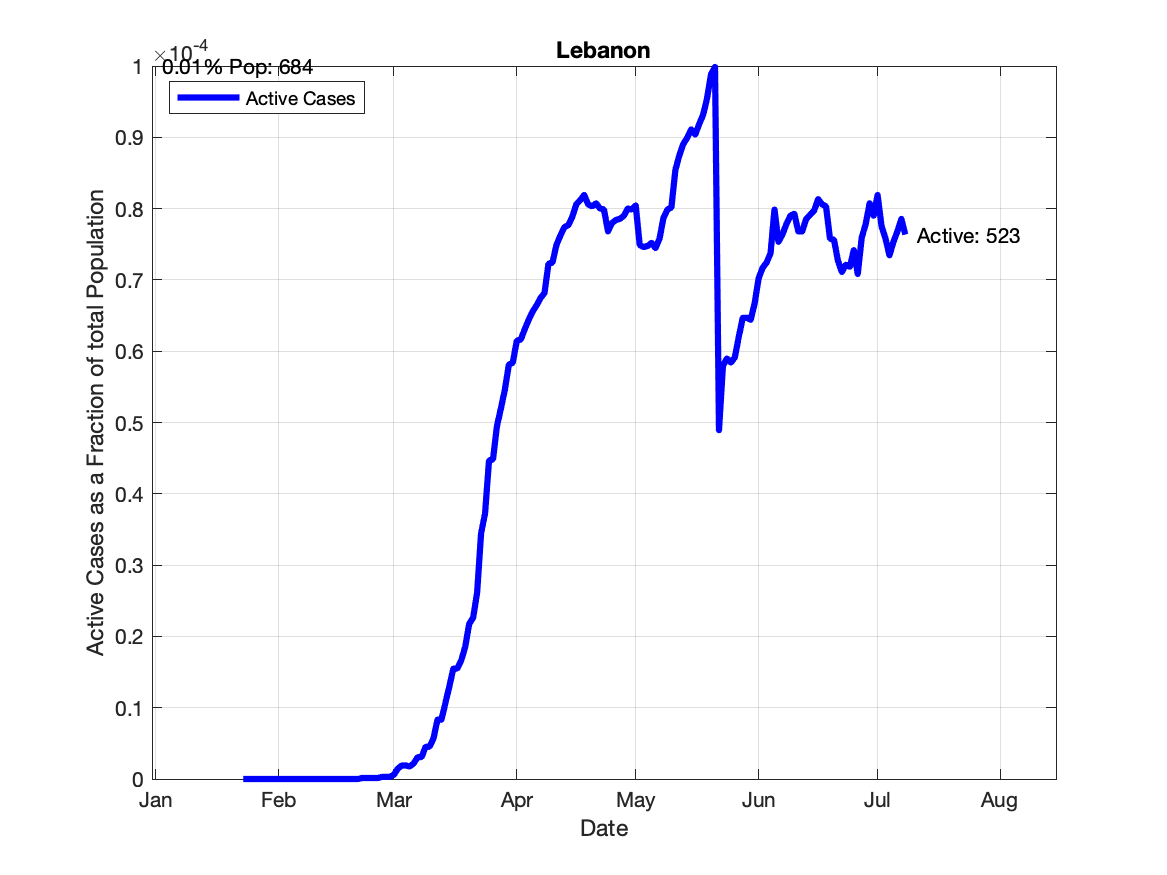 Lebanon
×10-4
0.01% Pop: 684
Active Cases
1
0.9
0.8
0.7
0.6
0.5
0.4
0.3
0.2
0.1
0
Active Cases as a Fraction of total Population
Active: 523
Jan Feb Mar Apr May Jun Jul Aug
Date